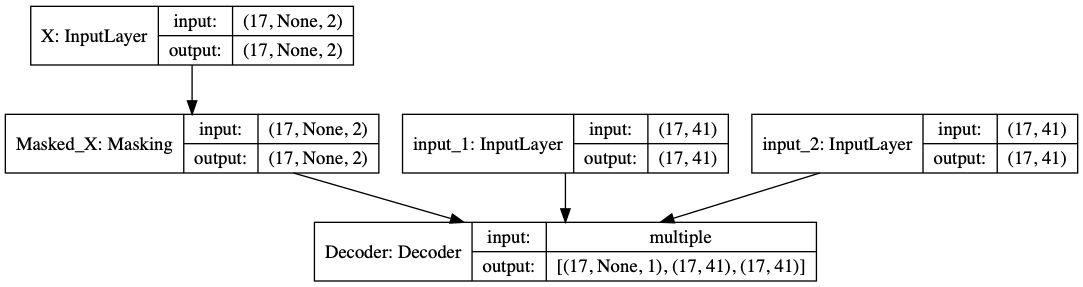 X: InputLayer
input:
(17, None, 2)
output:
(17, None, 2)
Masked_X: Masking
input:
(17, None, 2)
output:
(17, None, 2)
input_1: InputLayer
input:
(17, 41)
output:
(17, 41)
input_2: InputLayer
input:
(17, 41)
output:
(17, 41)
Decoder: Decoder
input:
multiple
output:
[(17, None, 1), (17, 41), (17, 41)]